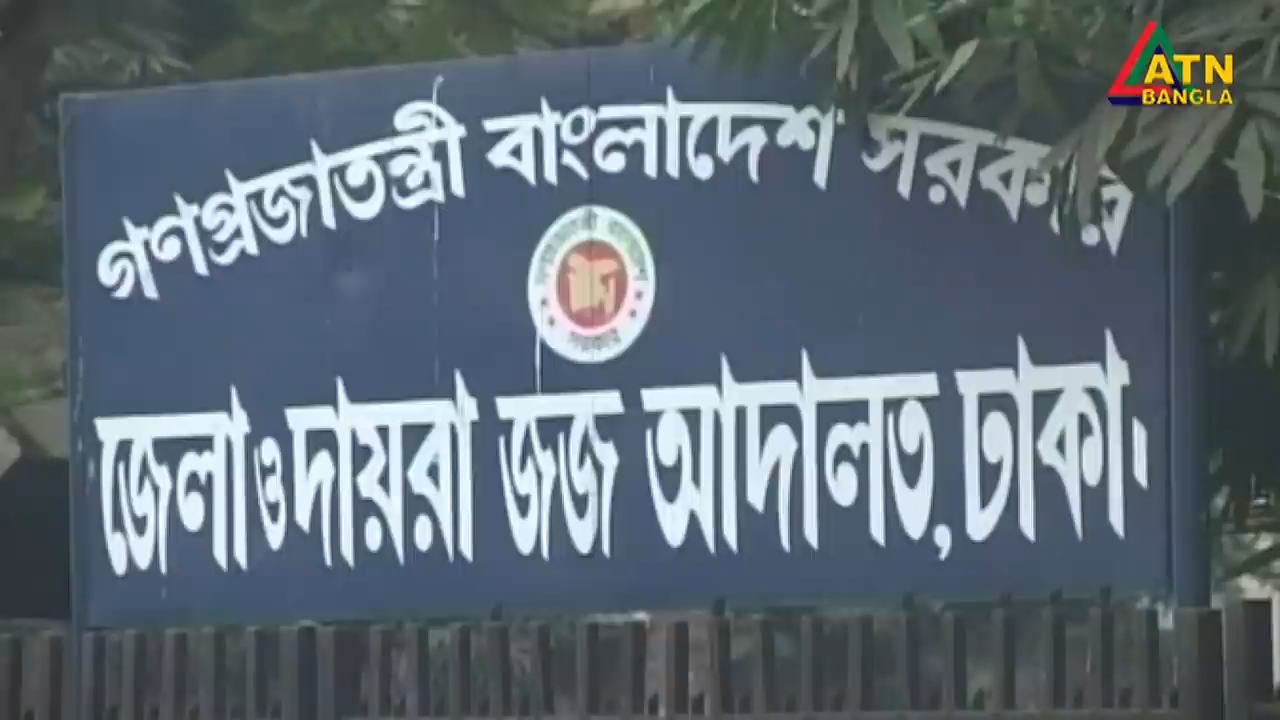 ATN
BANGLA
গণপ্রজাতন্ত্রী বাংলাদেশ সরকার
জেলা ও দায়রা জজ আদালত, ঢাকা।